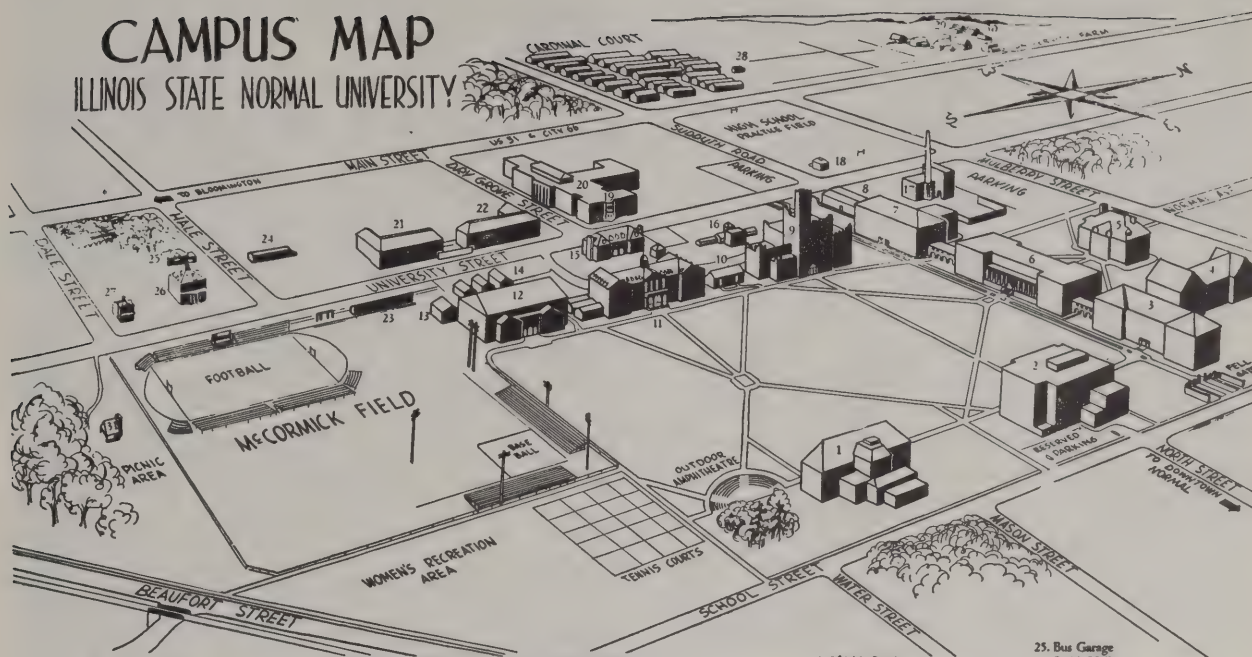 CAMPUS MAP
ILLINOIS STATE NORMAL UNIVERSITY
CARDINAL COURT
28
MAIN STREET
US 51 & CITY 66
SUDDUTH ROAD
HIGH SCHOOL
PRACTICE FIELD
PARKING
18
MULBERRY STREET
PARKING
FARM
W
N
S
E
TO BLOOMINGTON
DRY GROVE STREET
HALE STREET
DALE STREET
UNIVERSITY STREET
20
19
21
22
24
25
26
27
15
16
14
13
12
11
10
9
8
7
6
5
4
3
2
1
23
FOOTBALL
McCORMICK FIELD
PICNIC
AREA
BASE
BALL
OUTDOOR
AMPHITHEATRE
RESERVED
PARKING
NORTH STREET
TO DOWNTOWN
NORMAL
MASON STREET
WOMEN'S RECREATION
AREA
TENNIS COURTS
SCHOOL STREET
WATER STREET
BEAUFORT STREET
25. Bus Garage